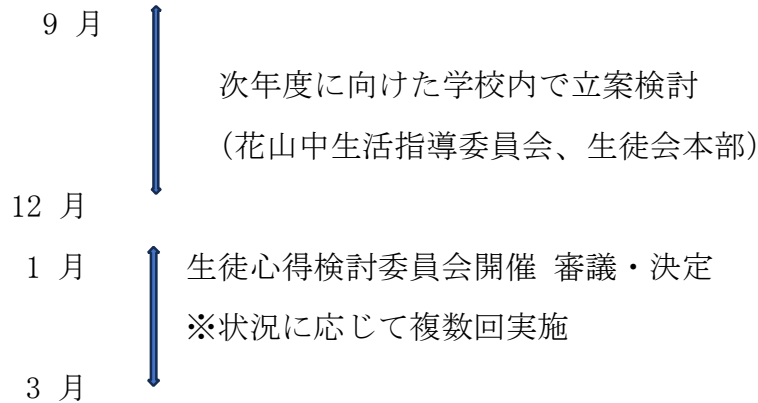 9 月
次年度に向けた学校内で立案検討
(花山中生活指導委員会、生徒会本部)
12 月
1 月 生徒心得検討委員会開催 審議・決定
※状況に応じて複数回実施
3 月